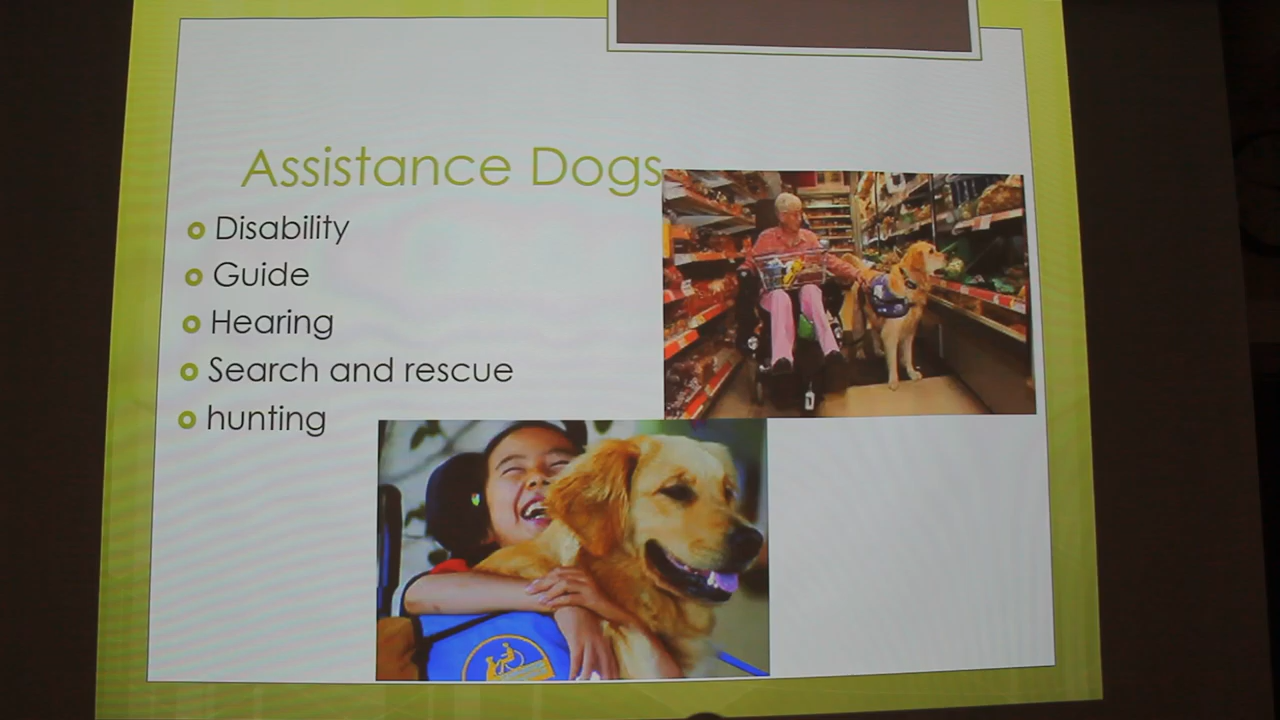 Assistance Dogs
Disability
Guide
Hearing
Search and rescue
hunting